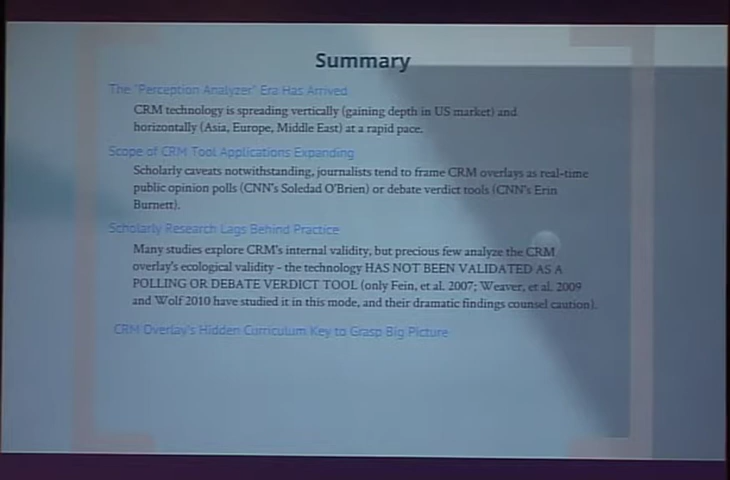 Summary
The "Perception Analyzer" Era Has Arrived
CRM technology is spreading vertically (gaining depth in US market) and
horizontally (Asia, Europe, Middle East) at a rapid pace.
Scope of CRM Tool Applications Expanding
Scholarly caveats notwithstanding, journalists tend to frame CRM overlays as real-time
public opinion polls (CNN's Soledad O'Brien) or debate verdict tools (CNN's Erin
Burnett).
Scholarly Research Lags Behind Practice
Many studies explore CRM's internal validity, but precious few analyze the CRM
overlay's ecological validity - the technology HAS NOT BEEN VALIDATED AS A
POLLING OR DEBATE VERDICT TOOL (only Fein, et al. 2007; Weaver, et al. 2009
and Wolf 2010 have studied it in this mode, and their dramatic findings counsel caution).
CRM Overlay's Hidden Curriculum Key to Grasp Big Picture